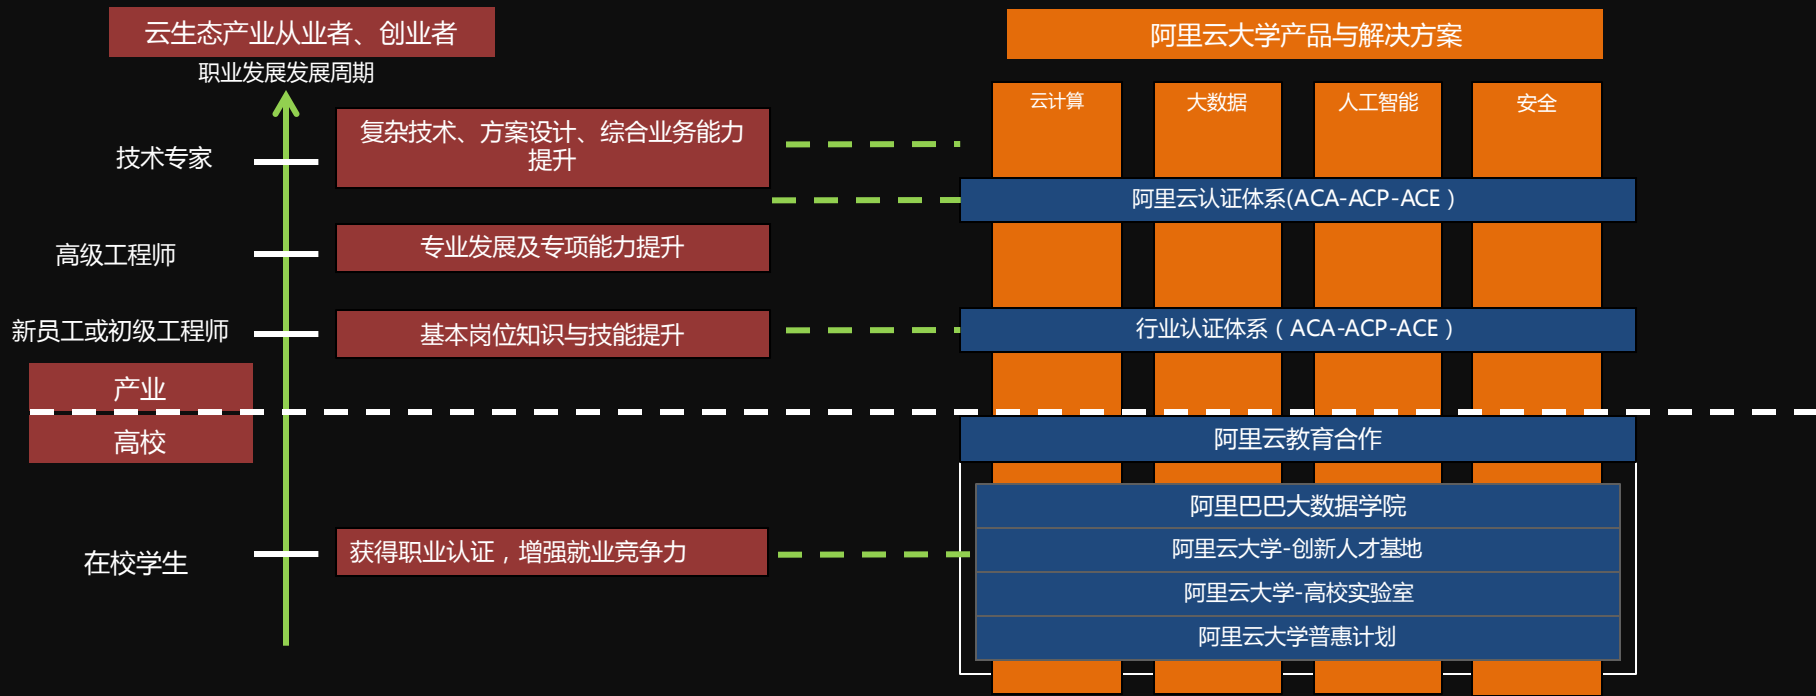 云生态产业从业者、创业者
职业发展发展周期
阿里云大学产品与解决方案
云计算
大数据
人工智能
安全
技术专家
复杂技术、方案设计、综合业务能力
提升
阿里云认证体系(ACA-ACP-ACE）
高级工程师
专业发展及专项能力提升
新员工或初级工程师
基本岗位知识与技能提升
行业认证体系（ACA-ACP-ACE）
产业
高校
阿里云教育合作
阿里巴巴大数据学院
阿里云大学-创新人才基地
阿里云大学-高校实验室
阿里云大学普惠计划
在校学生
获得职业认证，增强就业竞争力